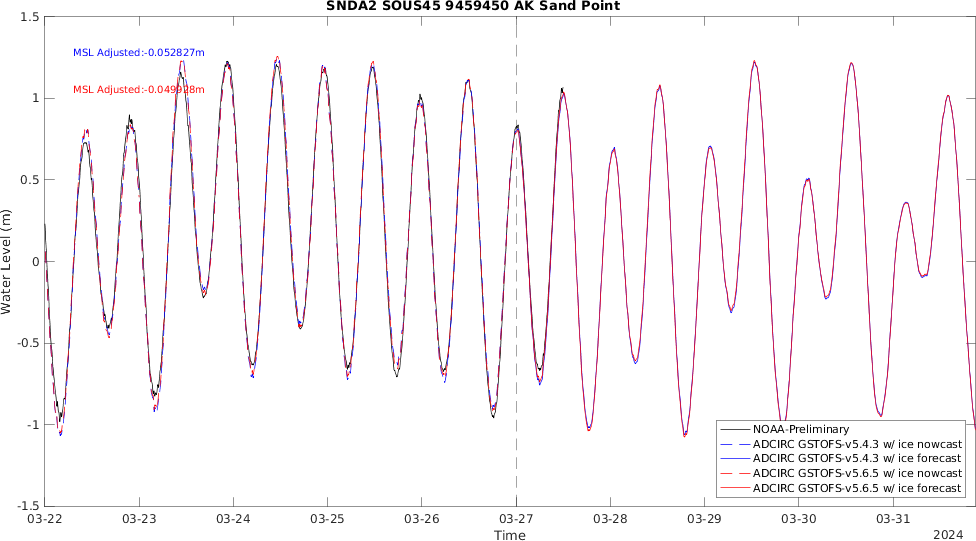 SNDA2 SOUS45 9459450 AK Sand Point
1.5
MSL Adjusted:-0.052827m
1
MSL Adjusted:-0.049928m
0.5
Water Level (m)
0
-0.5
-1
NOAA-Preliminary
ADCIRC GSTOFS-v5.4.3 w/ ice nowcast
ADCIRC GSTOFS-v5.4.3 w/ ice forecast
ADCIRC GSTOFS-v5.6.5 w/ ice nowcast
ADCIRC GSTOFS-v5.6.5 w/ ice forecast
-1.5
03-22 03-23 03-24 03-25 03-26 03-27 03-28 03-29 03-30 03-31
Time
2024